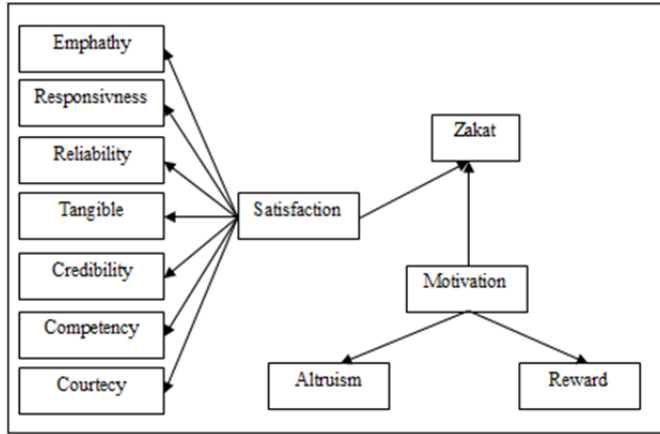 Emphathy
Responsivness
Reliability
Tangible
Credibility
Competency
Courtecy
Satisfaction
Zakat
Motivation
Altruism
Reward